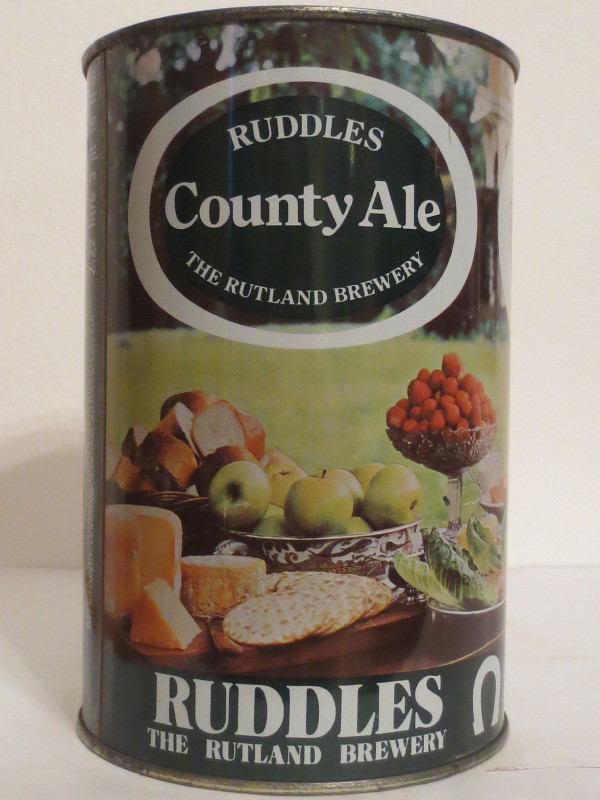 RUDDLES
County Ale
THE RUTLAND BREWERY
RUDDLES
THE RUTLAND BREWERY